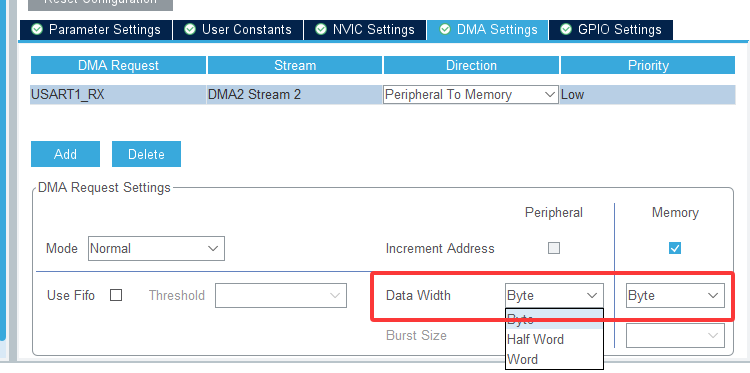 Reset Configuration
Parameter Settings User Constants NVIC Settings DMA Settings GPIO Settings
DMA Request Stream Direction Priority
USART1_RX DMA2 Stream 2 Peripheral To Memory Low
Add Delete
DMA Request Settings
Peripheral Memory
Mode Normal Increment Address
Use Fifo Threshold Data Width Byte Byte
Byte
Burst Size Half Word
Word